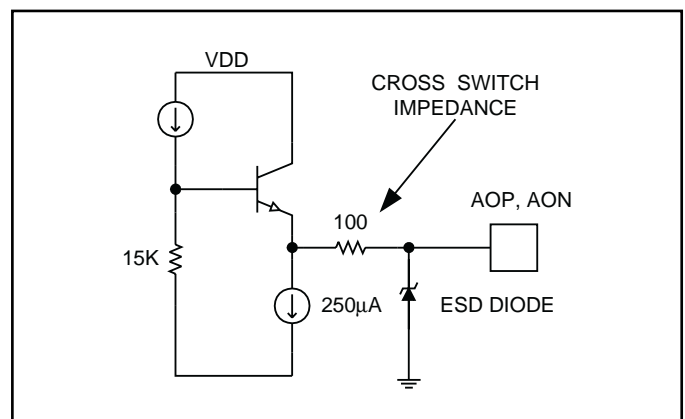 VDD
CROSS SWITCH
IMPEDANCE
AOP, AON
100
15K
250μA
ESD DIODE